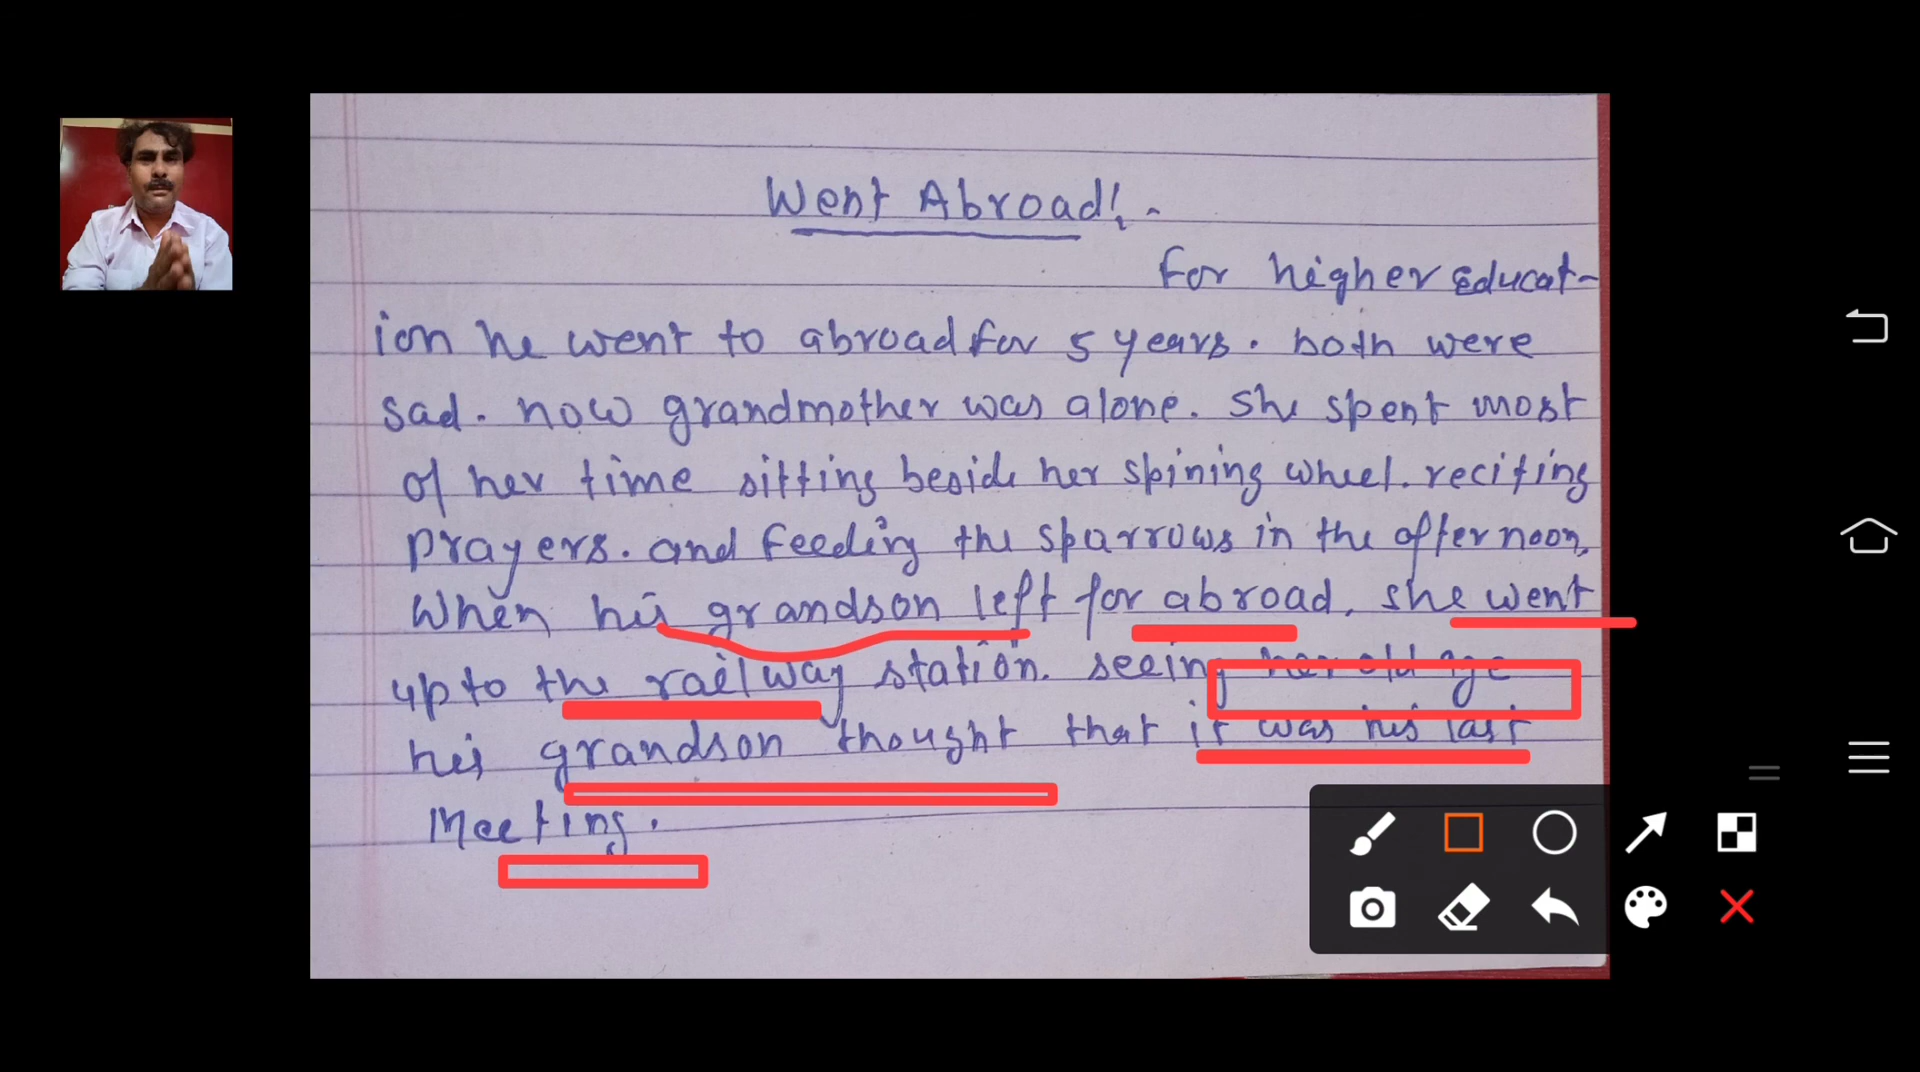 Went Abroad!-
For higher Educat-
ion he went to abroad for 5 years. both were
sad. now grandmother was alone. She spent most
of her time sitting beside her spining wheel. reciting
prayers. and feeding the sparrows in the afternoon.
When his grandson left for abroad, she went
up to the railway station. seeing her old age
his grandson thought that it was his last
Meeting.